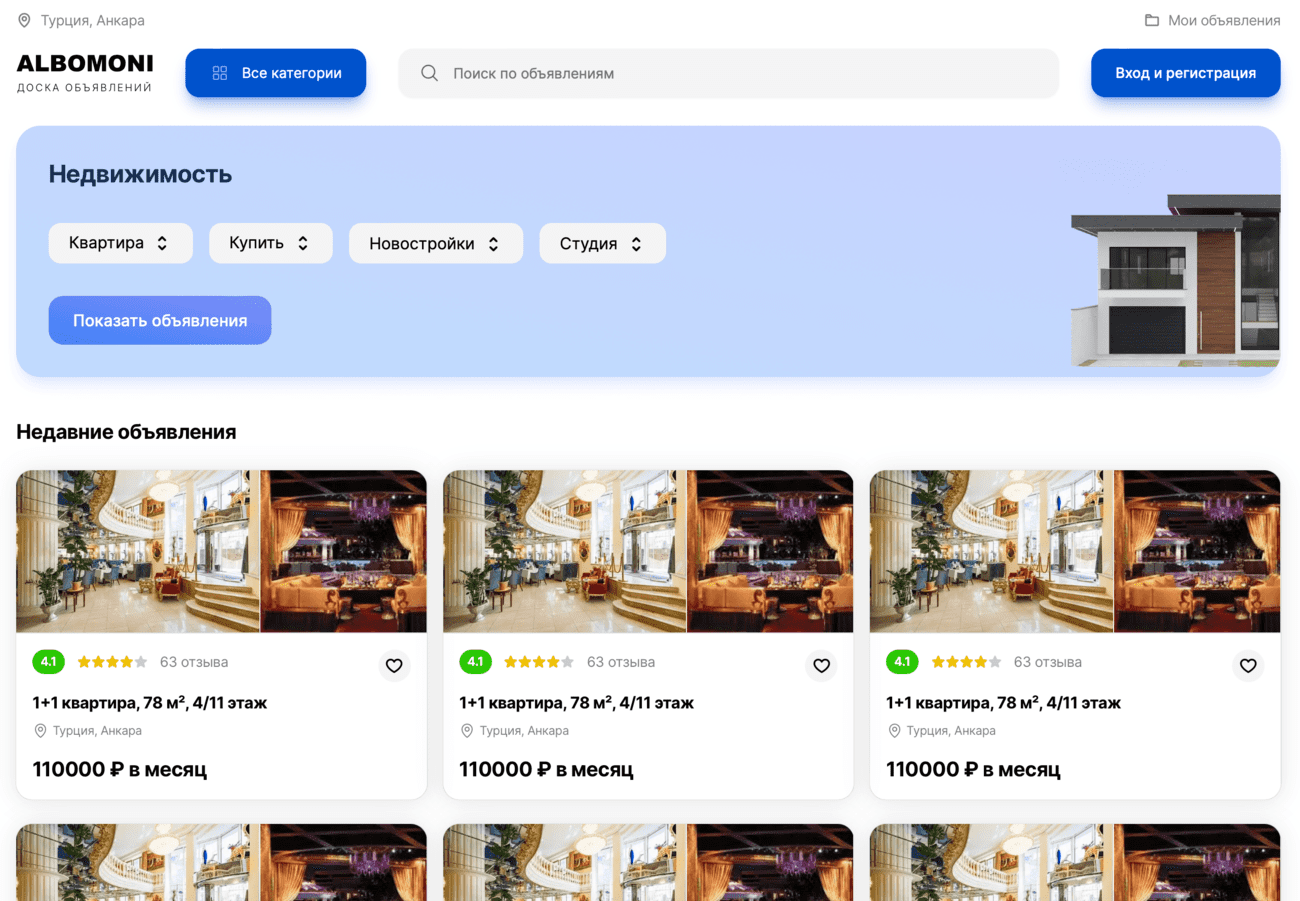 Турция, Анкара
Мои объявления
ALBOMONI
ДОСКА ОБЪЯВЛЕНИЙ
Все категории
Поиск по объявлениям
Вход и регистрация
Недвижимость
Квартира
Купить
Новостройки
Студия
Показать объявления
Недавние объявления
4.1 63 отзыва
1+1 квартира, 78 м², 4/11 этаж
Турция, Анкара
110000 ₽ в месяц
4.1 63 отзыва
1+1 квартира, 78 м², 4/11 этаж
Турция, Анкара
110000 ₽ в месяц
4.1 63 отзыва
1+1 квартира, 78 м², 4/11 этаж
Турция, Анкара
110000 ₽ в месяц